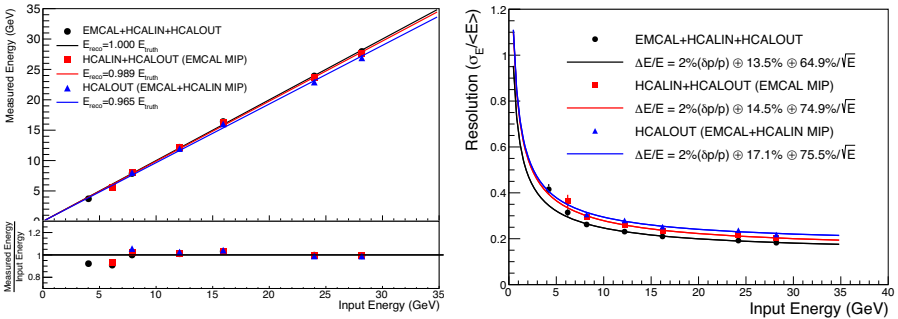 Measured Energy (GeV)
35
30
25
20
15
10
5
0
EMCAL+HCALIN+HCALOUT
E_reco=1.000 E_truth
HCALIN+HCALOUT (EMCAL MIP)
E_reco=0.989 E_truth
HCALOUT (EMCAL+HCALIN MIP)
E_reco=0.965 E_truth
Measured Energy
Input Energy
1.2
1
0.8
0 5 10 15 20 25 30 35
Input Energy (GeV)
Resolution (σ_E/<E>)
1.2
1.0
0.8
0.6
0.4
0.2
0.0
EMCAL+HCALIN+HCALOUT
ΔE/E = 2%(δp/p) ⊕ 13.5% ⊕ 64.9%/√E
HCALIN+HCALOUT (EMCAL MIP)
ΔE/E = 2%(δp/p) ⊕ 14.5% ⊕ 74.9%/√E
HCALOUT (EMCAL+HCALIN MIP)
ΔE/E = 2%(δp/p) ⊕ 17.1% ⊕ 75.5%/√E
0 5 10 15 20 25 30 35 40
Input Energy (GeV)